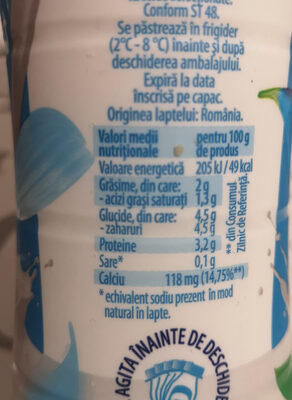 Conform ST 48.
Se păstrează în frigider
(2°C - 8 °C) înainte și după
deschiderea ambalajului.
Expiră la data
înscrisă pe capac.
Originea laptelui: România.
Valori medii nutriționale
pentru 100 g de produs
Valoare energetică 205 kJ / 49 kcal
Grăsime, din care: 2 g
- acizi grași saturați 1,3 g
Glucide, din care: 4,5 g
- zaharuri 4,5 g
Proteine 3,2 g
Sare* 0,1 g
Calciu 118 mg (14,75%**)
** din Consumul
Zilnic de Referință.
* echivalent sodiu prezent în mod
natural în lapte.
AGITA ÎNAINTE DE DESCHIDE